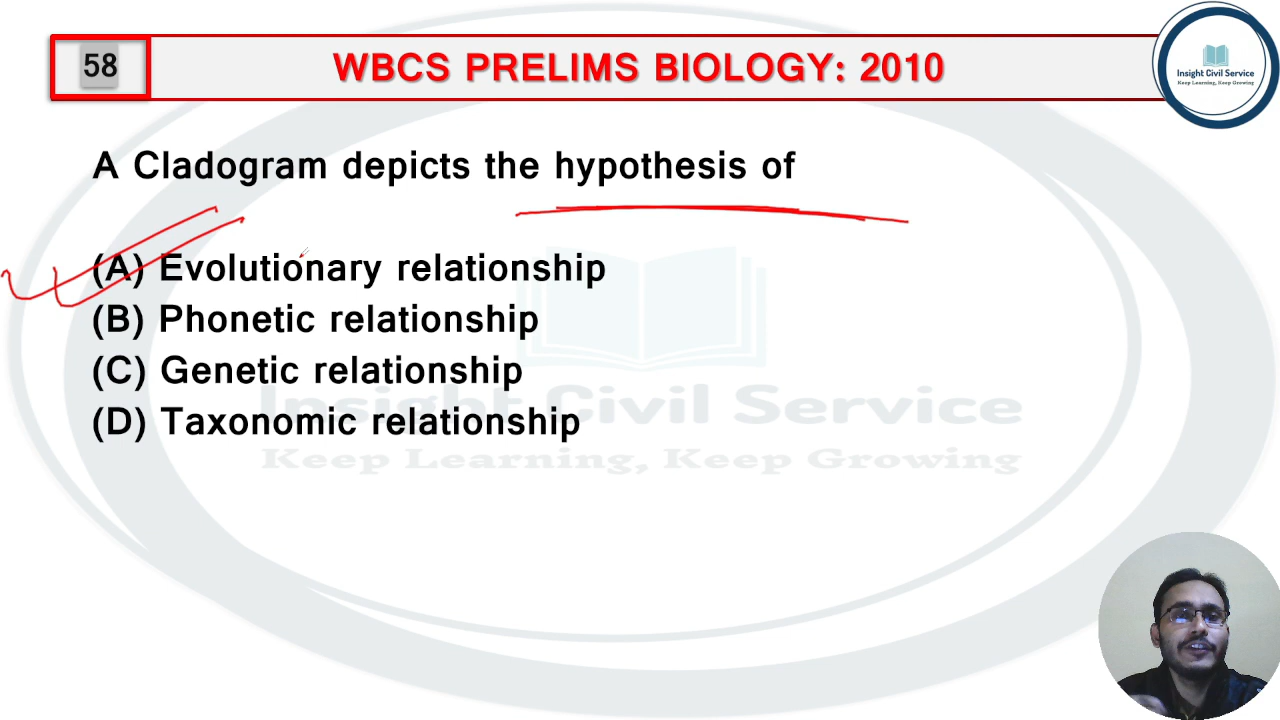 58
WBCS PRELIMS BIOLOGY: 2010
Insight Civil Service
Keep Learning, Keep Growing
A Cladogram depicts the hypothesis of
(A) Evolutionary relationship
(B) Phonetic relationship
(C) Genetic relationship
(D) Taxonomic relationship
Insight Civil Service
Keep Learning, Keep Growing